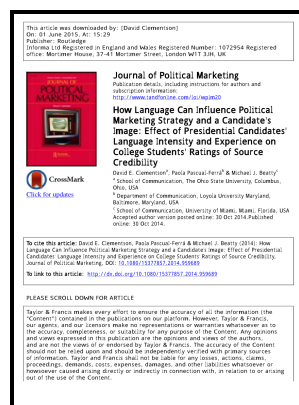 This article was downloaded by: [David Clementson]
On: 01 June 2015, At: 15:29
Publisher: Routledge
Informa Ltd Registered in England and Wales Registered Number: 1072954 Registered
office: Mortimer House, 37-41 Mortimer Street, London W1T 3JH, UK
Journal of Political Marketing
Publication details, including instructions for authors and
subscription information:
http://www.tandfonline.com/loi/wplm20
How Language Can Influence Political
Marketing Strategy and a Candidate's
Image: Effect of Presidential Candidates'
Language Intensity and Experience on
College Students' Ratings of Source
Credibility
David E. Clementson
a
, Paola Pascual-Ferrá
b
& Michael J. Beatty
c
a
School of Communication, The Ohio State University, Columbus,
Ohio, USA
b
Department of Communication, Loyola University Maryland,
Baltimore, Maryland, USA
c
School of Communication, University of Miami, Miami, Florida, USA
Accepted author version posted online: 30 Oct 2014.Published
online: 30 Oct 2014.
JOURNAL OF
POLITICAL
MARKETING
CrossMark
Click for updates
To cite this article: David E. Clementson, Paola Pascual-Ferrá & Michael J. Beatty (2014): How
Language Can Influence Political Marketing Strategy and a Candidate's Image: Effect of Presidential
Candidates' Language Intensity and Experience on College Students' Ratings of Source Credibility,
Journal of Political Marketing, DOI: 10.1080/15377857.2014.959689
To link to this article: http://dx.doi.org/10.1080/15377857.2014.959689
PLEASE SCROLL DOWN FOR ARTICLE
Taylor & Francis makes every effort to ensure the accuracy of all the information (the
"Content") contained in the publications on our platform. However, Taylor & Francis,
our agents, and our licensors make no representations or warranties whatsoever as to
the accuracy, completeness, or suitability for any purpose of the Content. Any opinions
and views expressed in this publication are the opinions and views of the authors,
and are not the views of or endorsed by Taylor & Francis. The accuracy of the Content
should not be relied upon and should be independently verified with primary sources
of information. Taylor and Francis shall not be liable for any losses, actions, claims,
proceedings, demands, costs, expenses, damages, and other liabilities whatsoever or
howsoever caused arising directly or indirectly in connection with, in relation to or arising
out of the use of the Content.